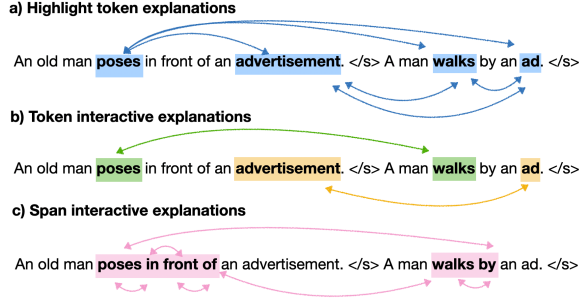 a) Highlight token explanations
An old man poses in front of an advertisement. </s> A man walks by an ad. </s>
b) Token interactive explanations
An old man poses in front of an advertisement. </s> A man walks by an ad. </s>
c) Span interactive explanations
An old man poses in front of an advertisement. </s> A man walks by an ad. </s>